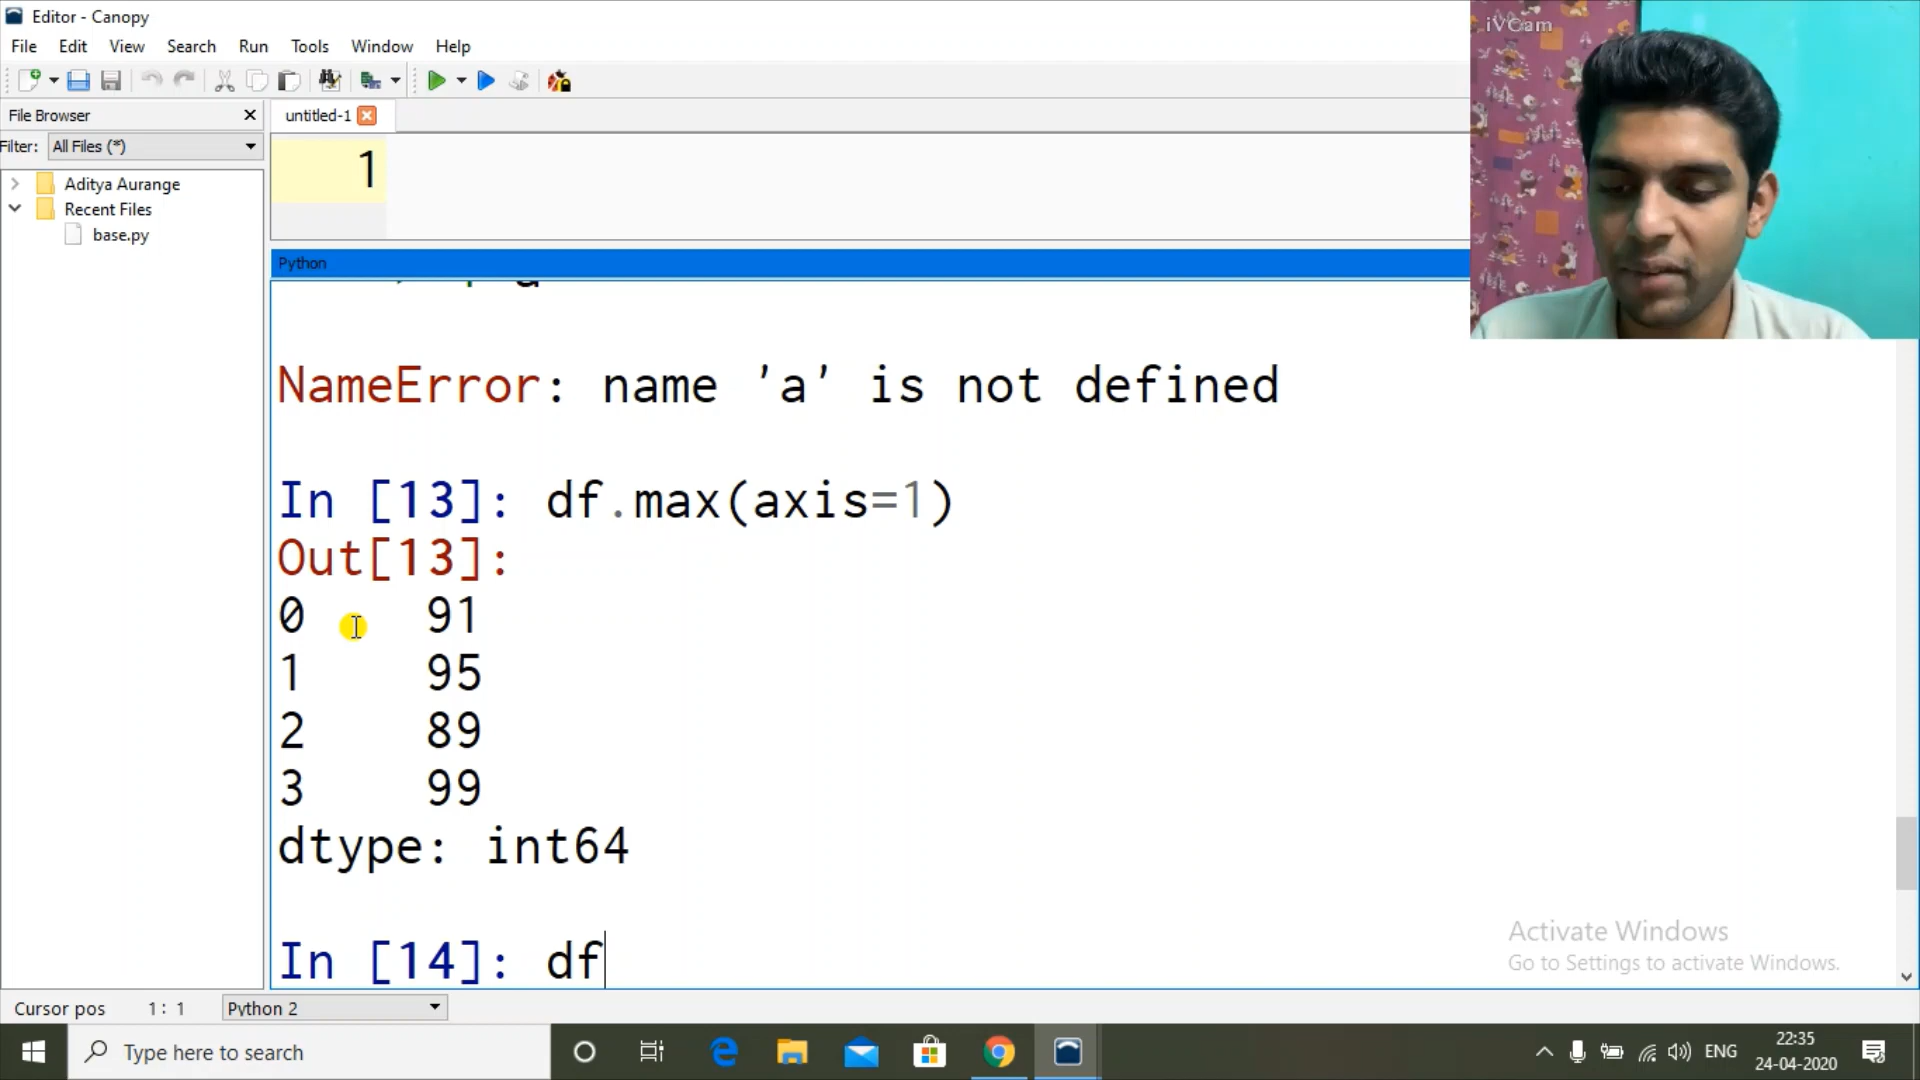 Editor - Canopy
iVCam
File Edit View Search Run Tools Window Help
File Browser
untitled-1
Filter: All Files (*)
1
Aditya Aurange
Recent Files
base.py
Python
NameError: name 'a' is not defined
In [13]: df.max(axis=1)
Out[13]:
0 91
1 95
2 89
3 99
dtype: int64
In [14]: df
Activate Windows
Go to Settings to activate Windows.
Cursor pos 1: 1 Python 2
Type here to search
ENG
22:35
24-04-2020